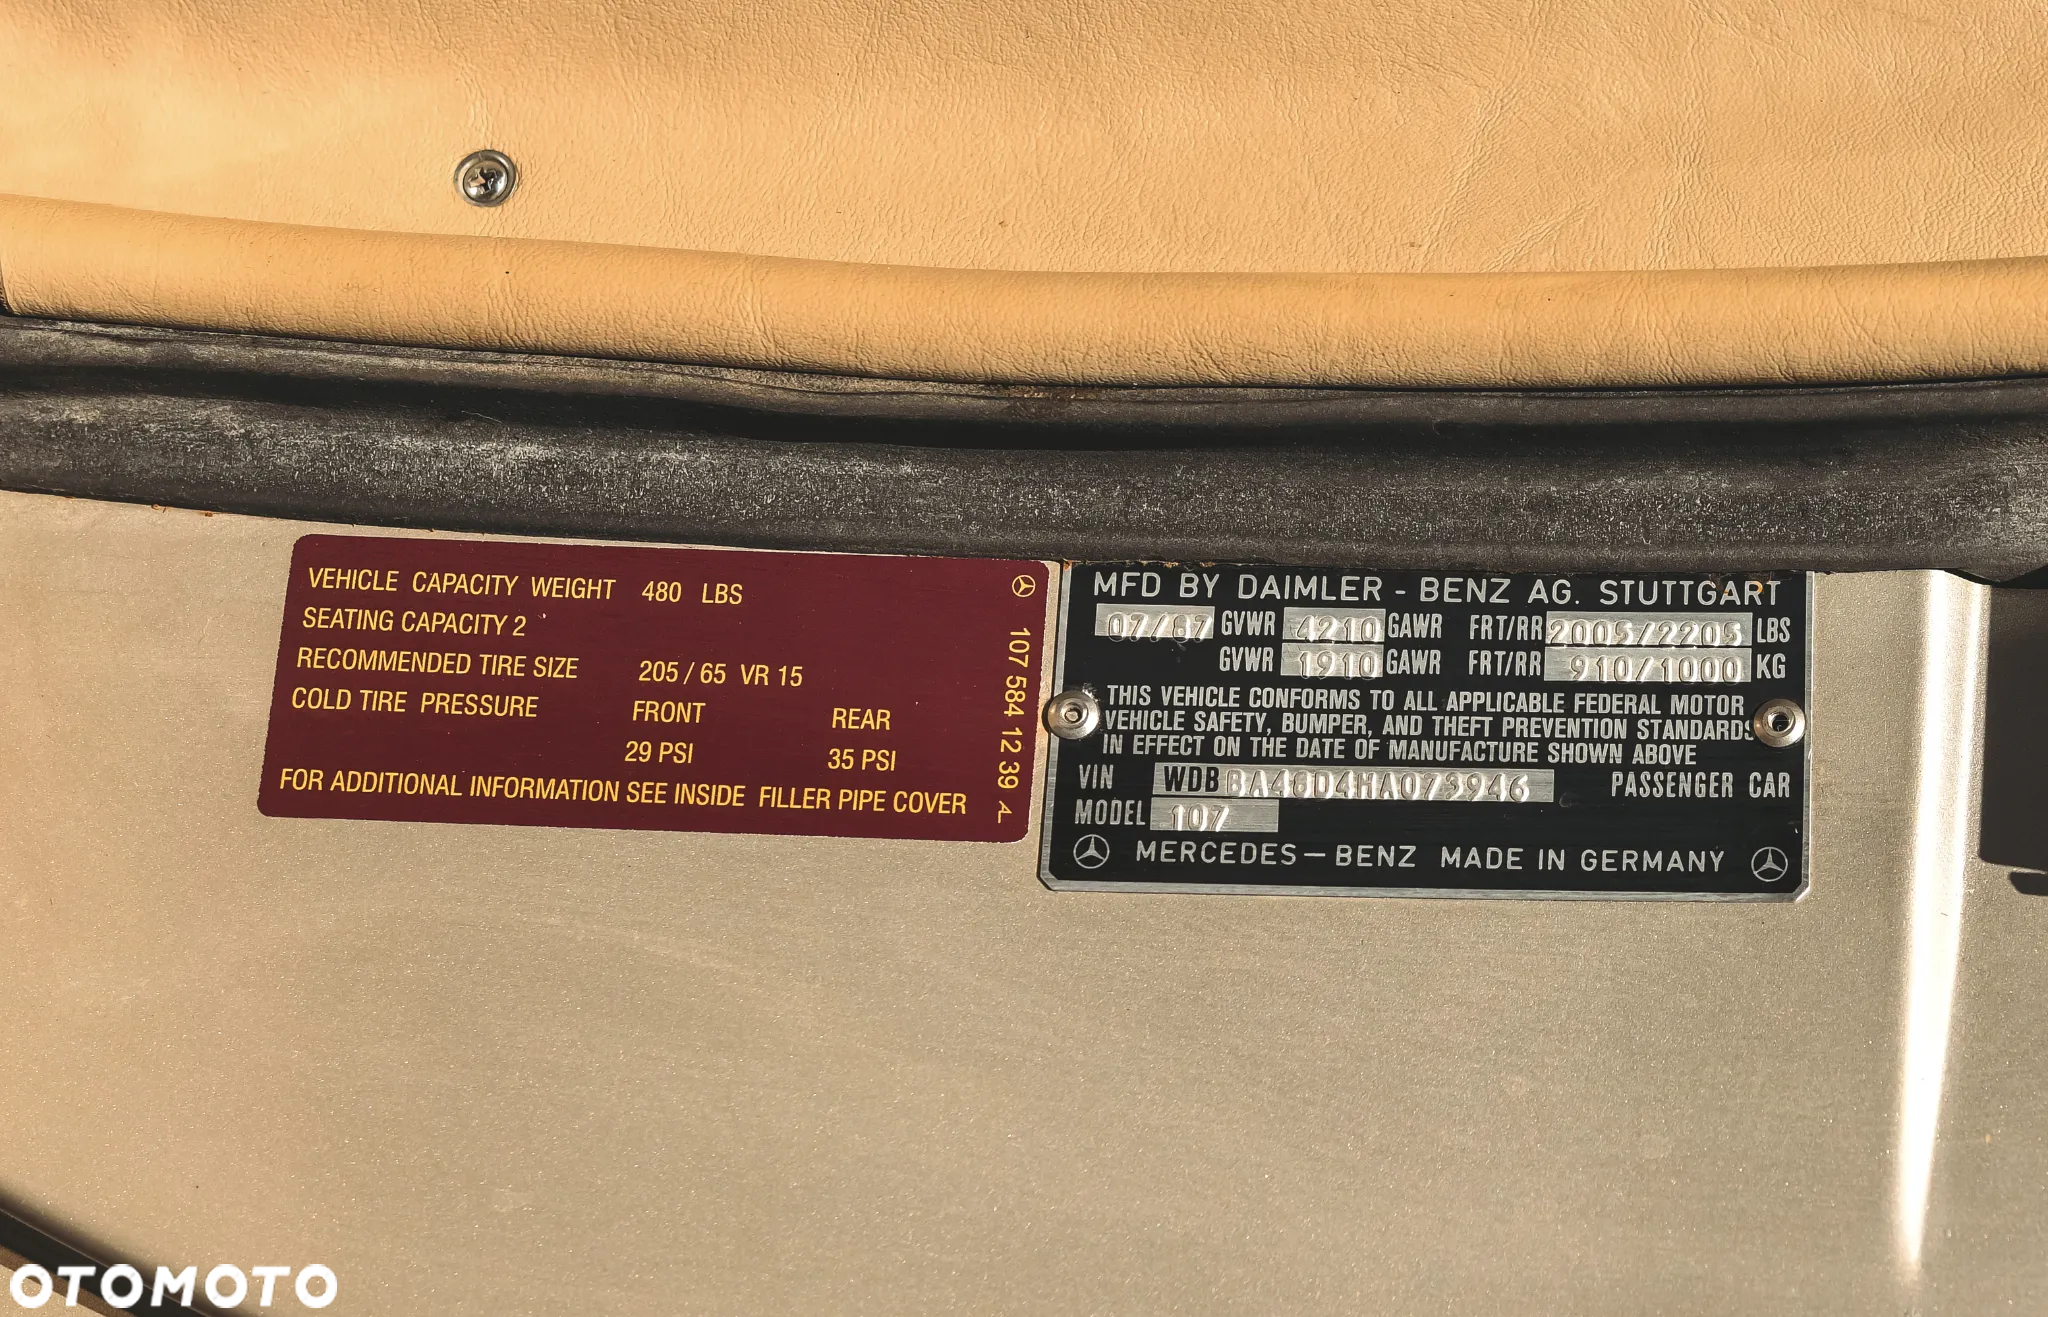 VEHICLE CAPACITY WEIGHT 480 LBS
SEATING CAPACITY 2
RECOMMENDED TIRE SIZE 205 / 65 VR 15
COLD TIRE PRESSURE FRONT REAR
29 PSI 35 PSI
FOR ADDITIONAL INFORMATION SEE INSIDE FILLER PIPE COVER
107 584 12 39 A
MFD BY DAIMLER - BENZ AG. STUTTGART
07/87 GVWR 4210 GAWR FRT/RR 2005/2205 LBS
GVWR 1910 GAWR FRT/RR 910/1000 KG
THIS VEHICLE CONFORMS TO ALL APPLICABLE FEDERAL MOTOR
VEHICLE SAFETY, BUMPER, AND THEFT PREVENTION STANDARDS
IN EFFECT ON THE DATE OF MANUFACTURE SHOWN ABOVE
VIN WDBBA48D4HA073946 PASSENGER CAR
MODEL 107
MERCEDES-BENZ MADE IN GERMANY
OTOMOTO